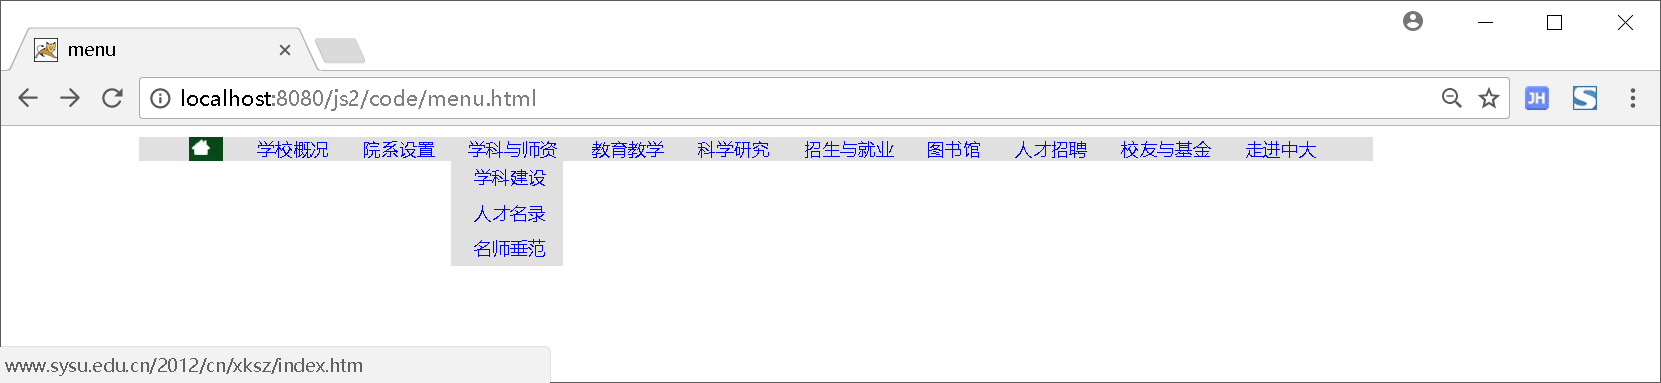 menu
localhost:8080/js2/code/menu.html
JH
S
学校概况 院系设置 学科与师资 教育教学 科学研究 招生与就业 图书馆 人才招聘 校友与基金 走进中大
学科建设
人才名录
名师垂范
www.sysu.edu.cn/2012/cn/xksz/index.htm